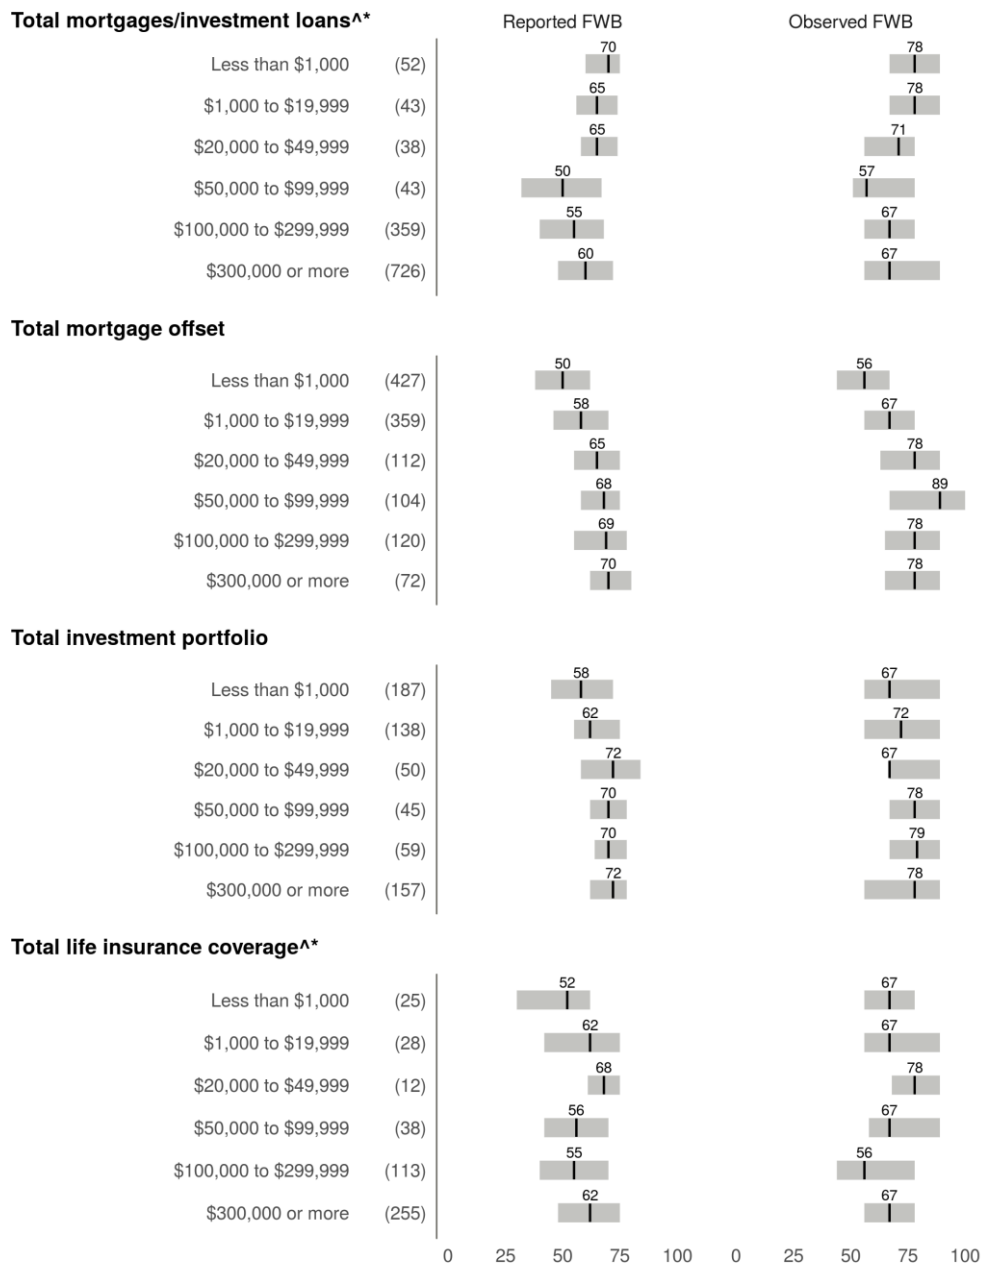 Total mortgages/investment loans^* Reported FWB Observed FWB
70 78
Less than $1,000 (52)
65 78
$1,000 to $19,999 (43)
65 71
$20,000 to $49,999 (38)
50 57
$50,000 to $99,999 (43)
55 67
$100,000 to $299,999 (359)
60 67
$300,000 or more (726)
Total mortgage offset
50 56
Less than $1,000 (427)
58 67
$1,000 to $19,999 (359)
65 78
$20,000 to $49,999 (112)
68 89
$50,000 to $99,999 (104)
69 78
$100,000 to $299,999 (120)
70 78
$300,000 or more (72)
Total investment portfolio
58 67
Less than $1,000 (187)
62 72
$1,000 to $19,999 (138)
72 67
$20,000 to $49,999 (50)
70 78
$50,000 to $99,999 (45)
70 79
$100,000 to $299,999 (59)
72 78
$300,000 or more (157)
Total life insurance coverage^*
52 67
Less than $1,000 (25)
62 67
$1,000 to $19,999 (28)
68 78
$20,000 to $49,999 (12)
56 67
$50,000 to $99,999 (38)
55 56
$100,000 to $299,999 (113)
62 67
$300,000 or more (255)
0 25 50 75 100 0 25 50 75 100